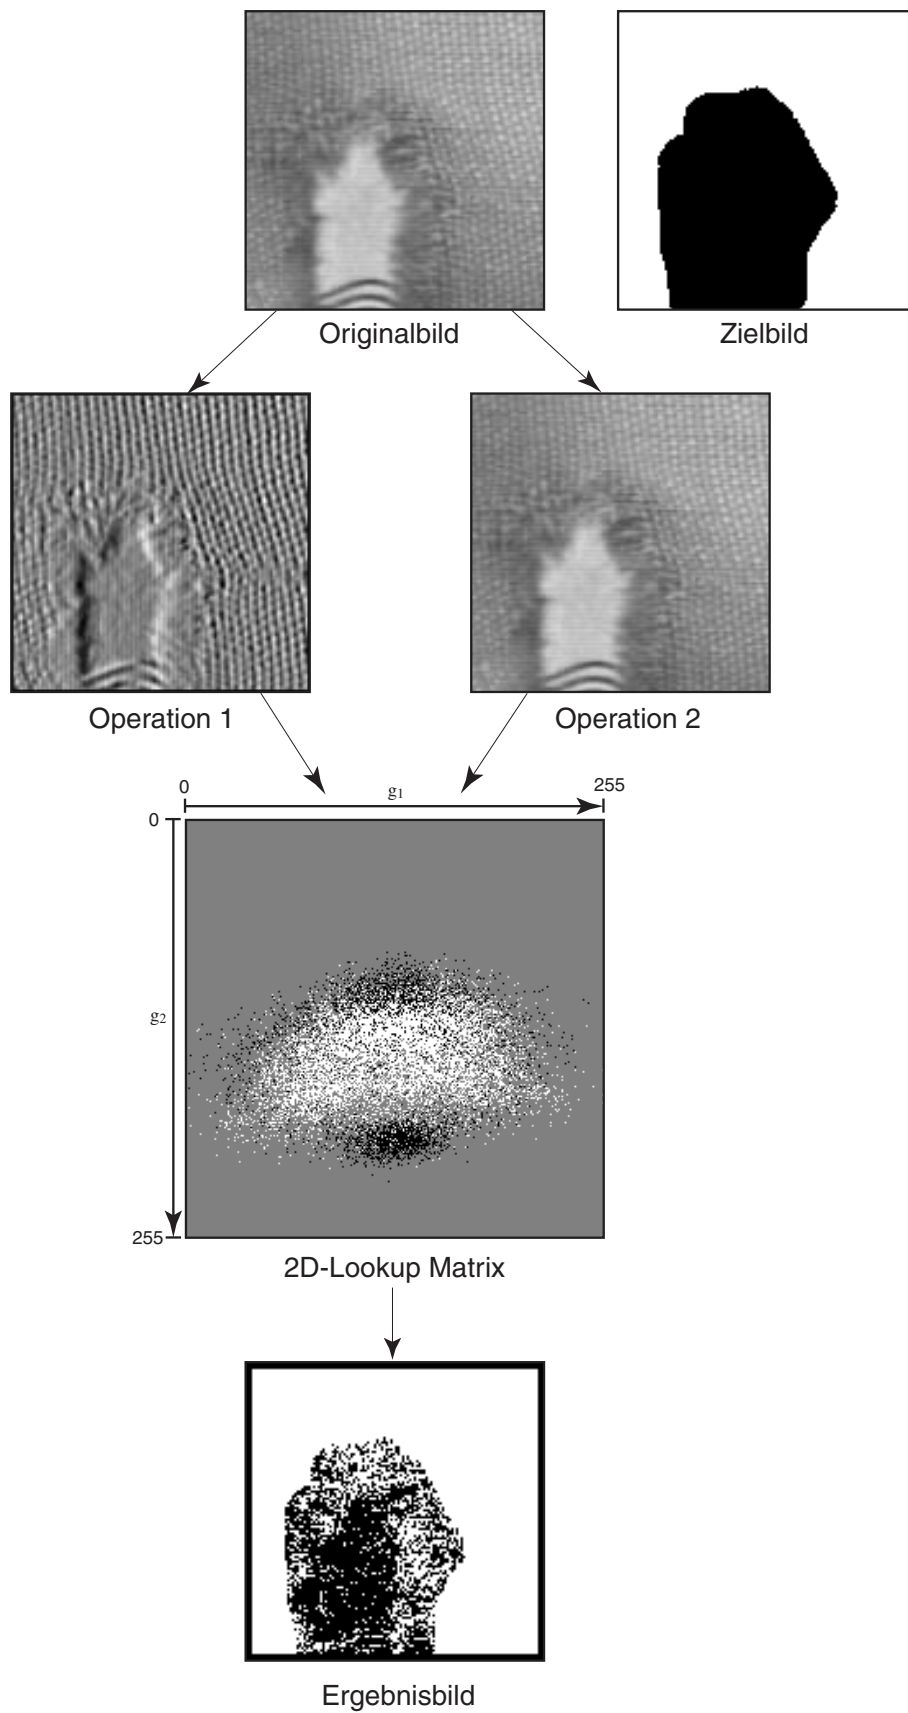 Originalbild
Zielbild
Operation 1
Operation 2
0
g1
255
0
g2
255
2D-Lookup Matrix
Ergebnisbild